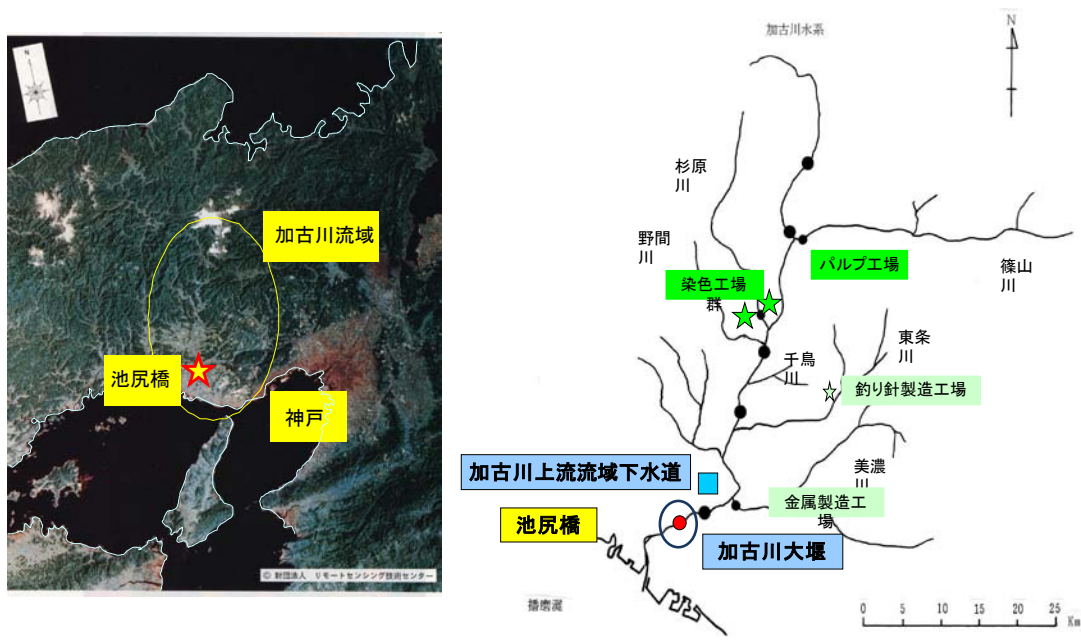 N
加古川流域
池尻橋
神戸
© 財団法人 リモートセンシング技術センター
加古川水系
N
杉原
川
野間
川
パルプ工場
篠山
川
染色工場
群
東条
川
千鳥
川
釣り針製造工場
加古川上流流域下水道
美濃
川
金属製造工
場
池尻橋
加古川大堰
播磨灘
0 5 10 15 20 25
Km